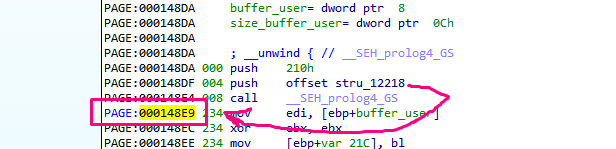 PAGE:000148DA buffer_user= dword ptr 8
PAGE:000148DA size_buffer_user= dword ptr 0Ch
PAGE:000148DA
PAGE:000148DA ; __unwind { // __SEH_prolog4_GS
PAGE:000148DA 000 push 210h
PAGE:000148DF 004 push offset stru_12218
PAGE:000148E4 008 call __SEH_prolog4_GS
PAGE:000148E9 234 mov edi, [ebp+buffer_user]
PAGE:000148EC 234 xor ebx, ebx
PAGE:000148EE 234 mov [ebp+var_21C], bl